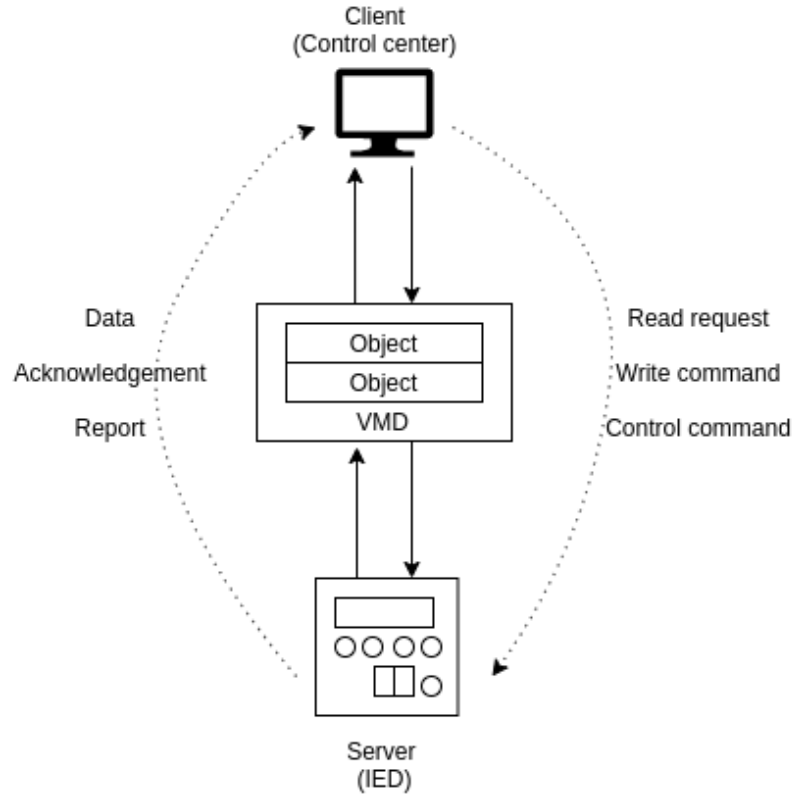 Client
(Control center)
Data
Acknowledgement
Report
Object
Object
VMD
Read request
Write command
Control command
Server
(IED)